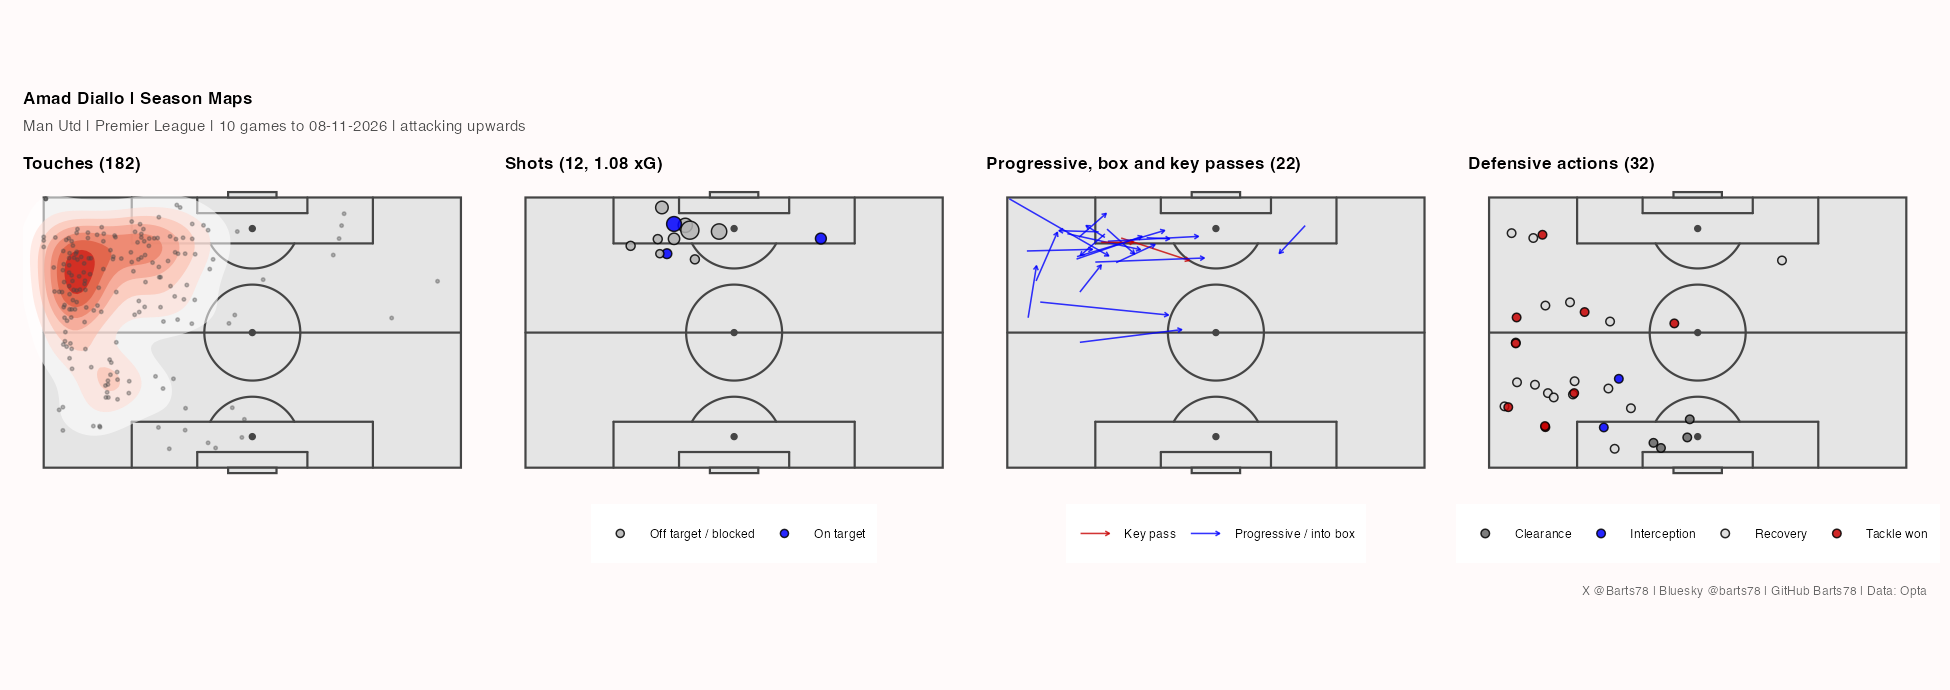 Amad Diallo | Season Maps
Man Utd | Premier League | 10 games to 08-11-2026 | attacking upwards
Touches (182)
Shots (12, 1.08 xG)
Progressive, box and key passes (22)
Defensive actions (32)
Off target / blocked
On target
Key pass
Progressive / into box
Clearance
Interception
Recovery
Tackle won
X @Barts78 | Bluesky @barts78 | GitHub Barts78 | Data: Opta